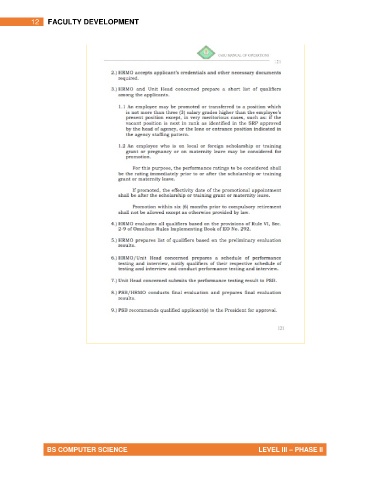 12 FACULTY DEVELOPMENT
2.) HRMO accepts applicant's credentials and other necessary documents
required.
3.) HRMO and Unit Head concerned prepare a short list of qualifiers
among the applicants.
1.1 An employee may be promoted or transferred to a position which
is not more than three (3) salary grades higher than the employee's
present position except, in very meritorious cases, such as: if the
vacant position is next in rank as identified in the SRP approved
by the head of agency, or the lone or entrance position indicated in
the agency staffing pattern.
1.2 An employee who is on local or foreign scholarship or training
grant or pregnancy or on maternity leave may be considered for
promotion.
For this purpose, the performance ratings to be considered shall
be the rating immediately prior to or after the scholarship or training
grant or maternity leave.
If promoted, the effectivity date of the promotional appointment
shall be after the scholarship or training grant or maternity leave.
Promotion within six (6) months prior to compulsory retirement
shall not be allowed except as otherwise provided by law.
4.) HRMO evaluates all qualifiers based on the provisions of Rule VI, Sec.
2-9 of Omnibus Rules Implementing Book of EO No. 292.
5.) HRMO prepares list of qualifiers based on the preliminary evaluation
results.
6.) HRMO/Unit Head concerned prepares a schedule of performance
testing and interview, notify qualifiers of their respective schedule of
testing and interview and conduct performance testing and interview.
7.) Unit Head concerned submits the performance testing result to PSB.
8.) PSB/HRMO conducts final evaluation and prepares final evaluation
results.
9.) PSB recommends qualified applicant(s) to the President for approval.
BS COMPUTER SCIENCE LEVEL III – PHASE II